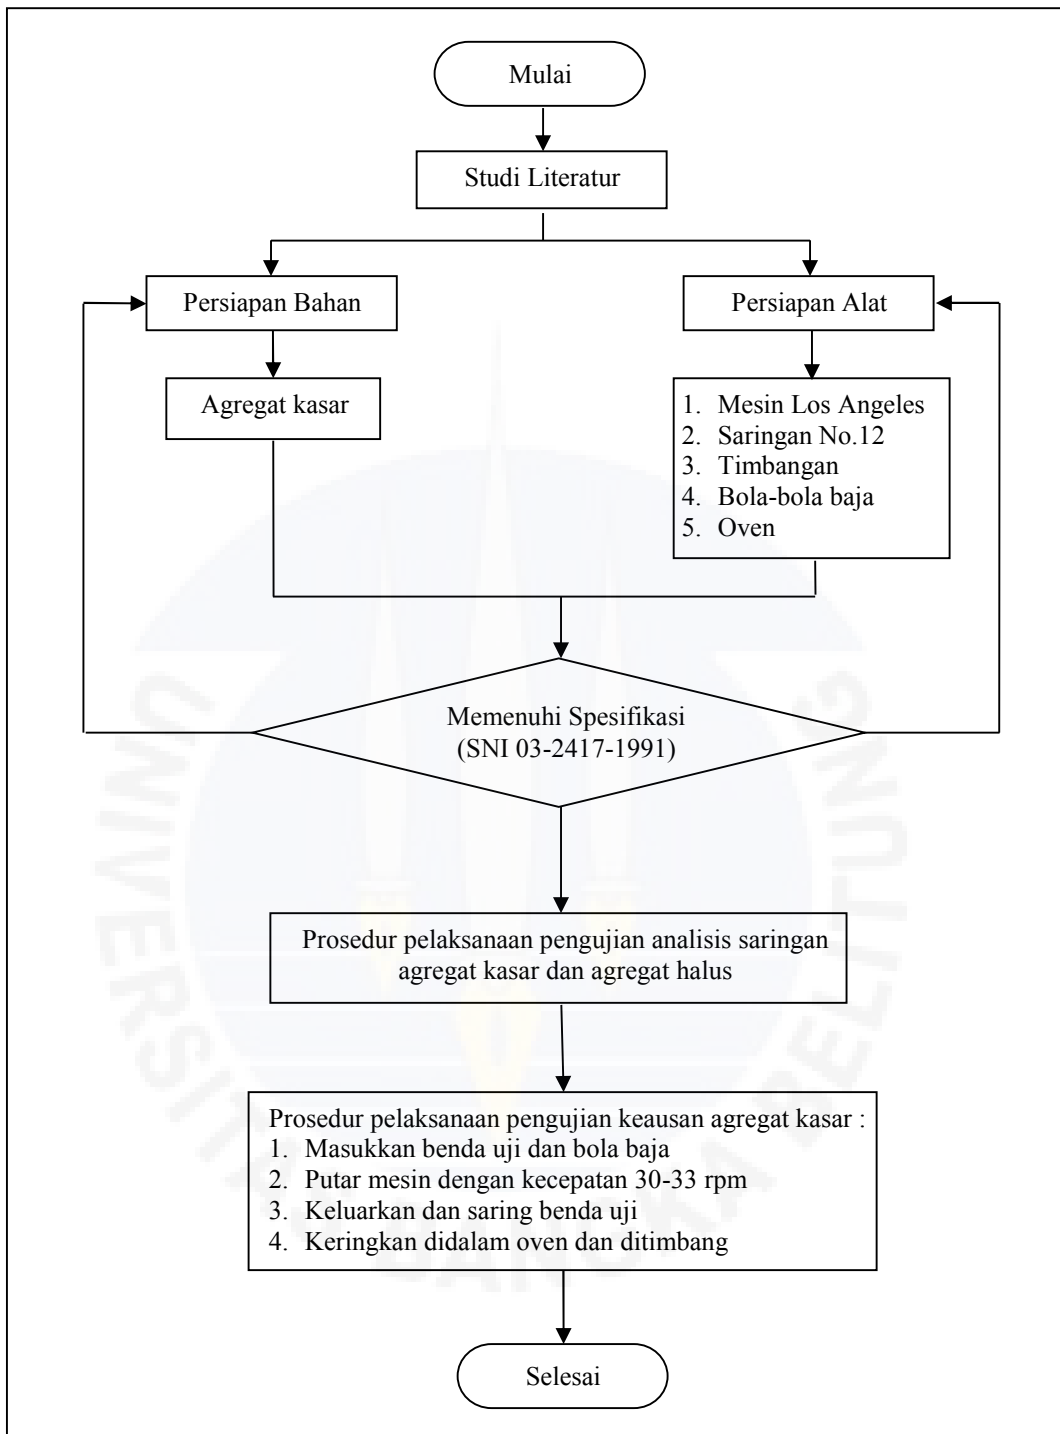 Mulai
Studi Literatur
Persiapan Bahan
Persiapan Alat
Agregat kasar
1. Mesin Los Angeles
2. Saringan No.12
3. Timbangan
4. Bola-bola baja
5. Oven
Memenuhi Spesifikasi
(SNI 03-2417-1991)
Prosedur pelaksanaan pengujian analisis saringan
agregat kasar dan agregat halus
Prosedur pelaksanaan pengujian keausan agregat kasar :
1. Masukkan benda uji dan bola baja
2. Putar mesin dengan kecepatan 30-33 rpm
3. Keluarkan dan saring benda uji
4. Keringkan didalam oven dan ditimbang
Selesai
UNIVERSITAS BANGKA BELITUNG